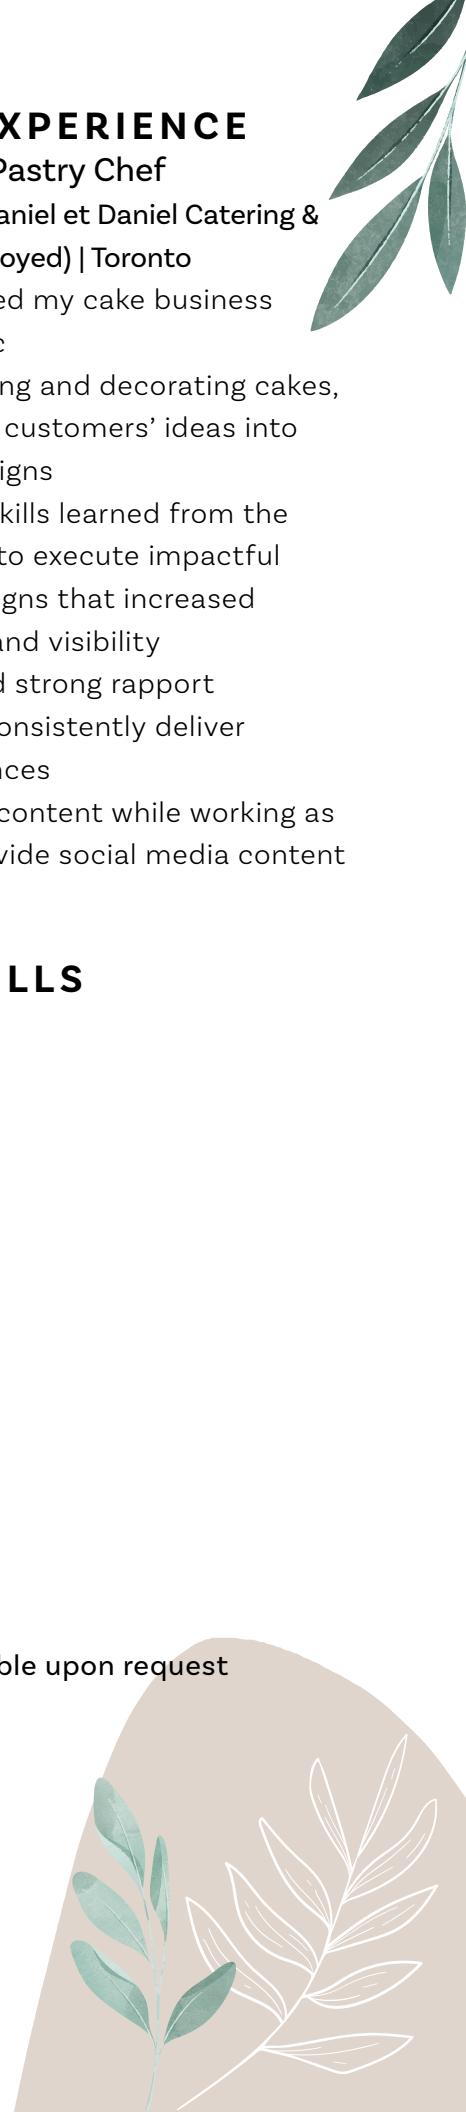 XPERIENCE
Pastry Chef
aniel et Daniel Catering &
oyed) | Toronto
ed my cake business
c
ng and decorating cakes,
customers’ ideas into
igns
kills learned from the
to execute impactful
gns that increased
and visibility
d strong rapport
onsistently deliver
nces
content while working as
vide social media content
LLS
ble upon request